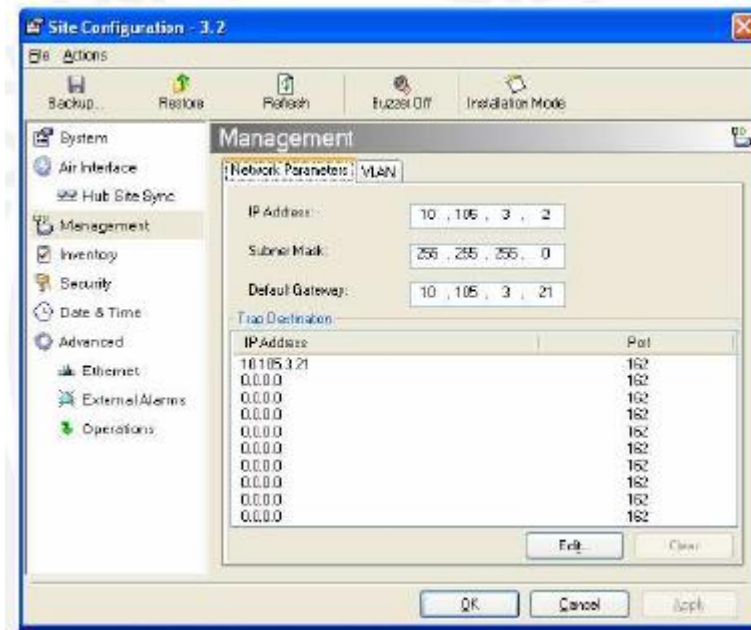 Site Configuration - 3.2
File Actions
Backup... Restore Refresh Buzzer Off Installation Mode
System
Air Interface
Hub Site Sync
Management
Inventory
Security
Date & Time
Advanced
Ethernet
External Alarms
Operations
Management
Network Parameters VLAN
IP Address: 10 . 105 . 3 . 2
Subnet Mask: 255 . 255 . 255 . 0
Default Gateway: 10 . 105 . 3 . 21
Trap Destination
IP Address Port
10.105.3.21 162
0.0.0.0 162
0.0.0.0 162
0.0.0.0 162
0.0.0.0 162
0.0.0.0 162
0.0.0.0 162
0.0.0.0 162
0.0.0.0 162
0.0.0.0 162
Edit... Clear
OK Cancel Apply